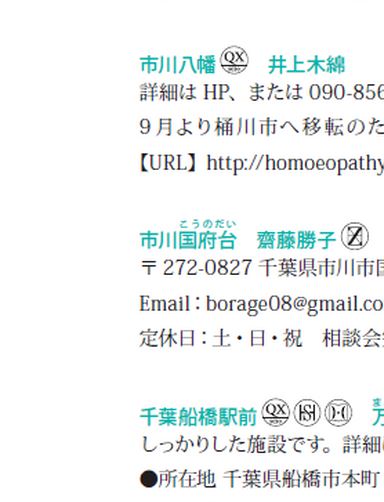 市川八幡 QX 井上木綿
詳細は HP、または 090-856
9月より桶川市へ移転のた
【URL】http://homoeopathy
こうのだい
市川国府台 齋藤勝子 Z
〒272-0827 千葉県市川市国
Email：borage08@gmail.co
定休日：土・日・祝 相談会
千葉船橋駅前 QX HSH 万
しっかりした施設です。詳細
●所在地 千葉県船橋市本町